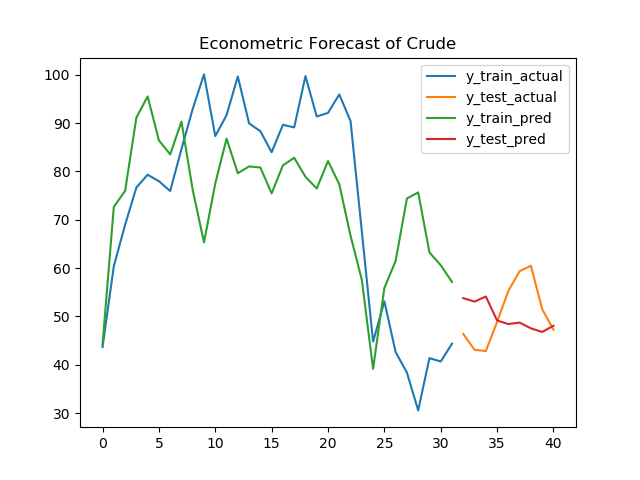 Econometric Forecast of Crude
y_train_actual
y_test_actual
y_train_pred
y_test_pred
100
90
80
70
60
50
40
30
0 5 10 15 20 25 30 35 40